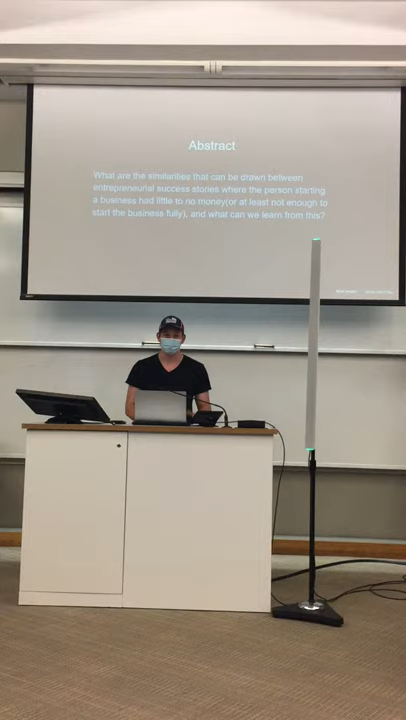 Abstract
What are the similarities that can be drawn between
entrepreneurial success stories where the person starting
a business had little to no money(or at least not enough to
start the business fully), and what can we learn from this?